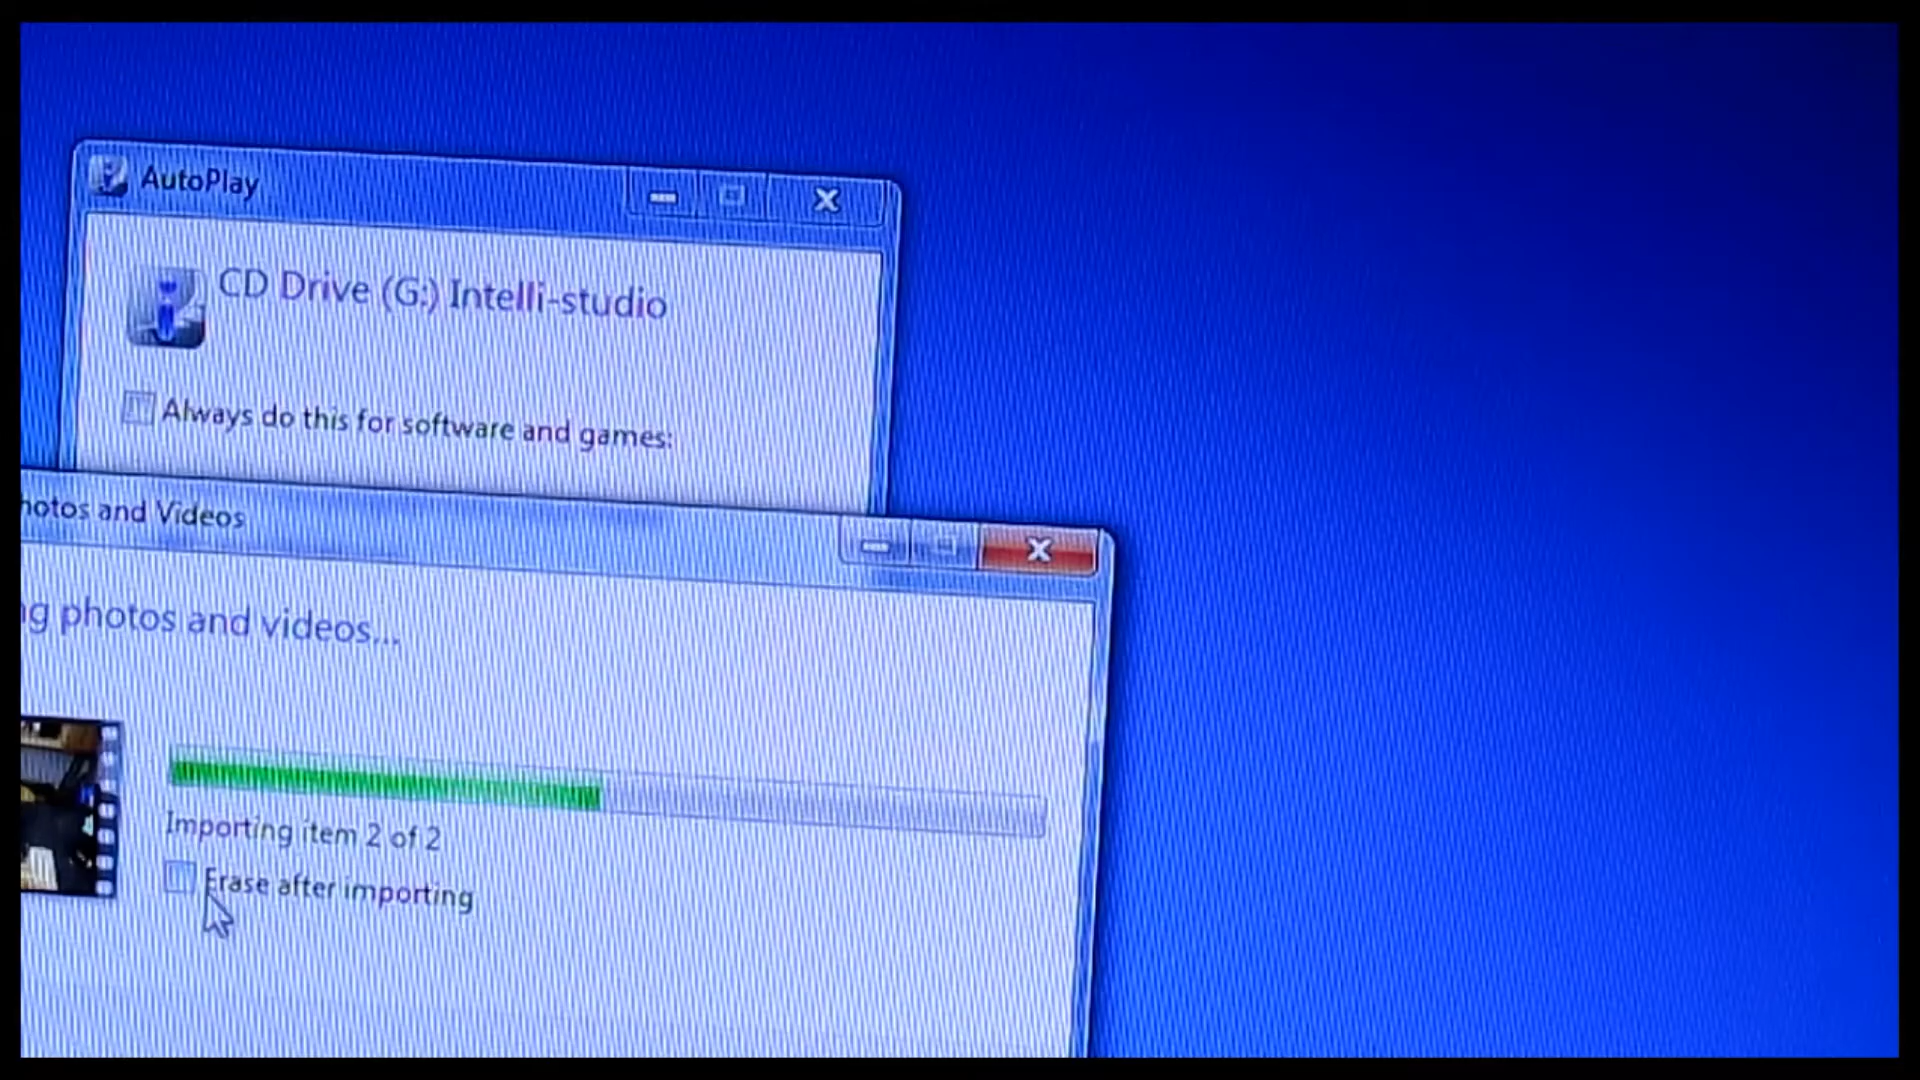 AutoPlay
CD Drive (G:) Intelli-studio
Always do this for software and games:
hotos and Videos
ng photos and videos...
Importing item 2 of 2
Erase after importing